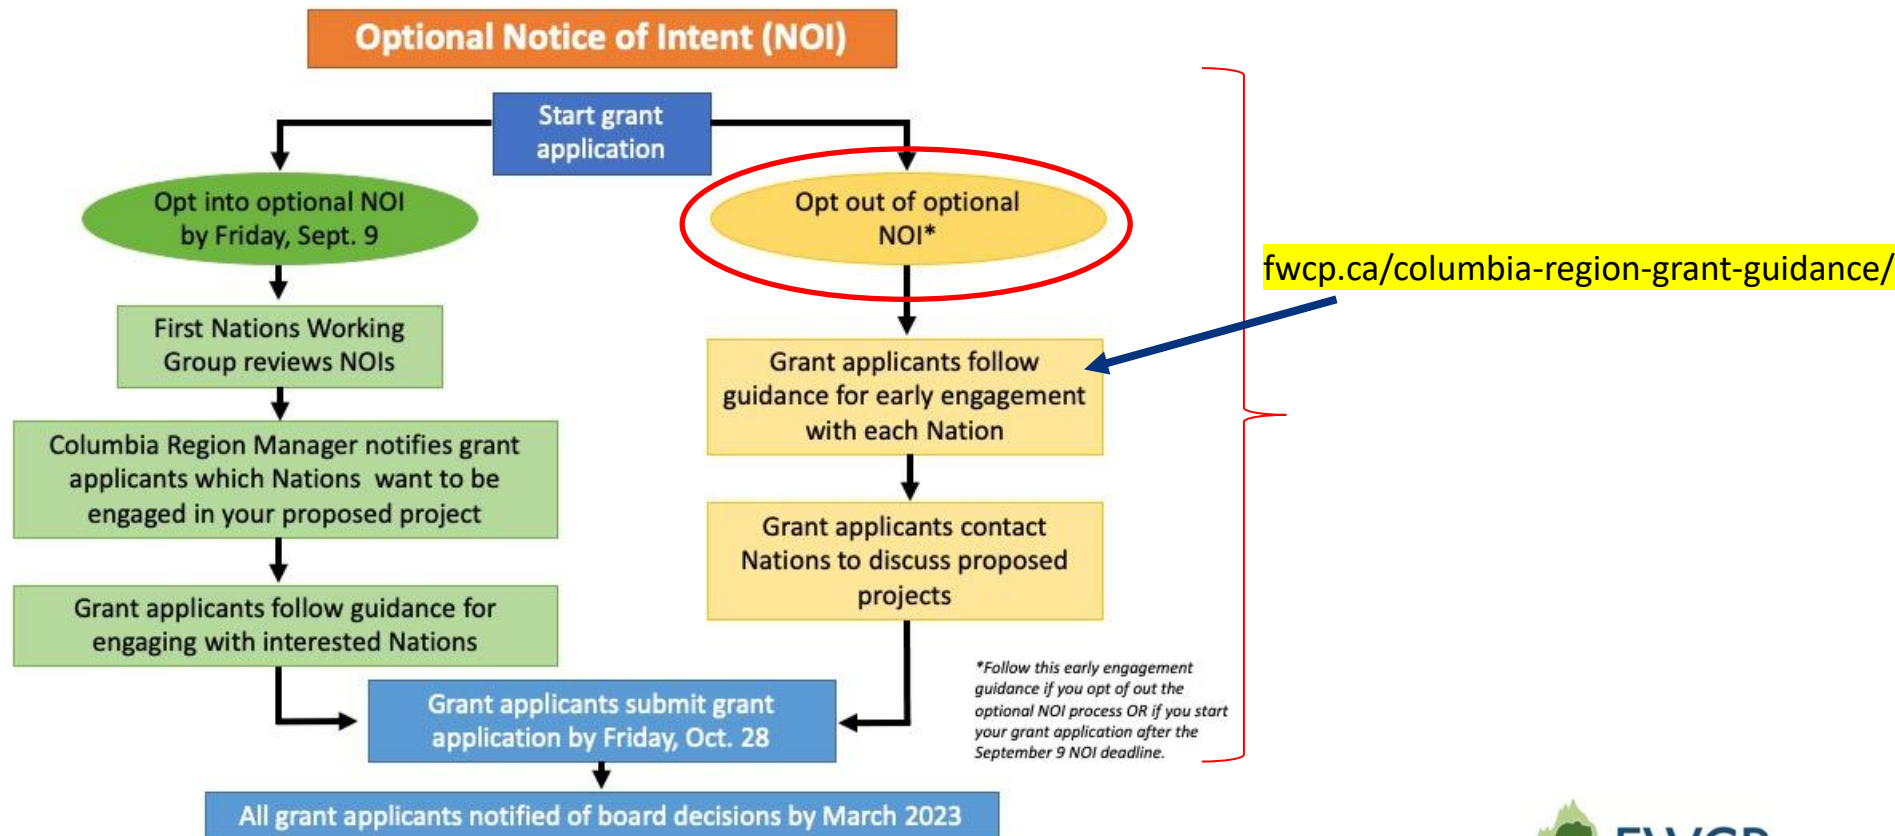 Optional Notice of Intent (NOI)
Start grant
application
Opt into optional NOI
by Friday, Sept. 9
Opt out of optional
NOI*
fwcp.ca/columbia-region-grant-guidance/
First Nations Working
Group reviews NOIs
Grant applicants follow
guidance for early engagement
with each Nation
Columbia Region Manager notifies grant
applicants which Nations want to be
engaged in your proposed project
Grant applicants contact
Nations to discuss proposed
projects
Grant applicants follow guidance for
engaging with interested Nations
*Follow this early engagement
guidance if you opt of out the
optional NOI process OR if you start
your grant application after the
September 9 NOI deadline.
Grant applicants submit grant
application by Friday, Oct. 28
All grant applicants notified of board decisions by March 2023
FWCP